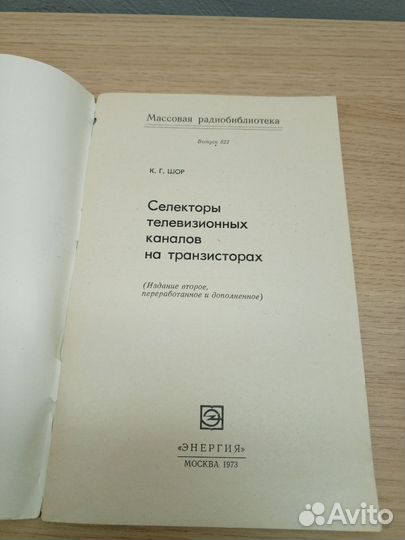 Массовая радиобиблиотека
Выпуск 822
К. Г. ШОР
Селекторы
телевизионных
каналов
на транзисторах
(Издание второе,
переработанное и дополненное)
«ЭНЕРГИЯ»
МОСКВА 1973
Avito